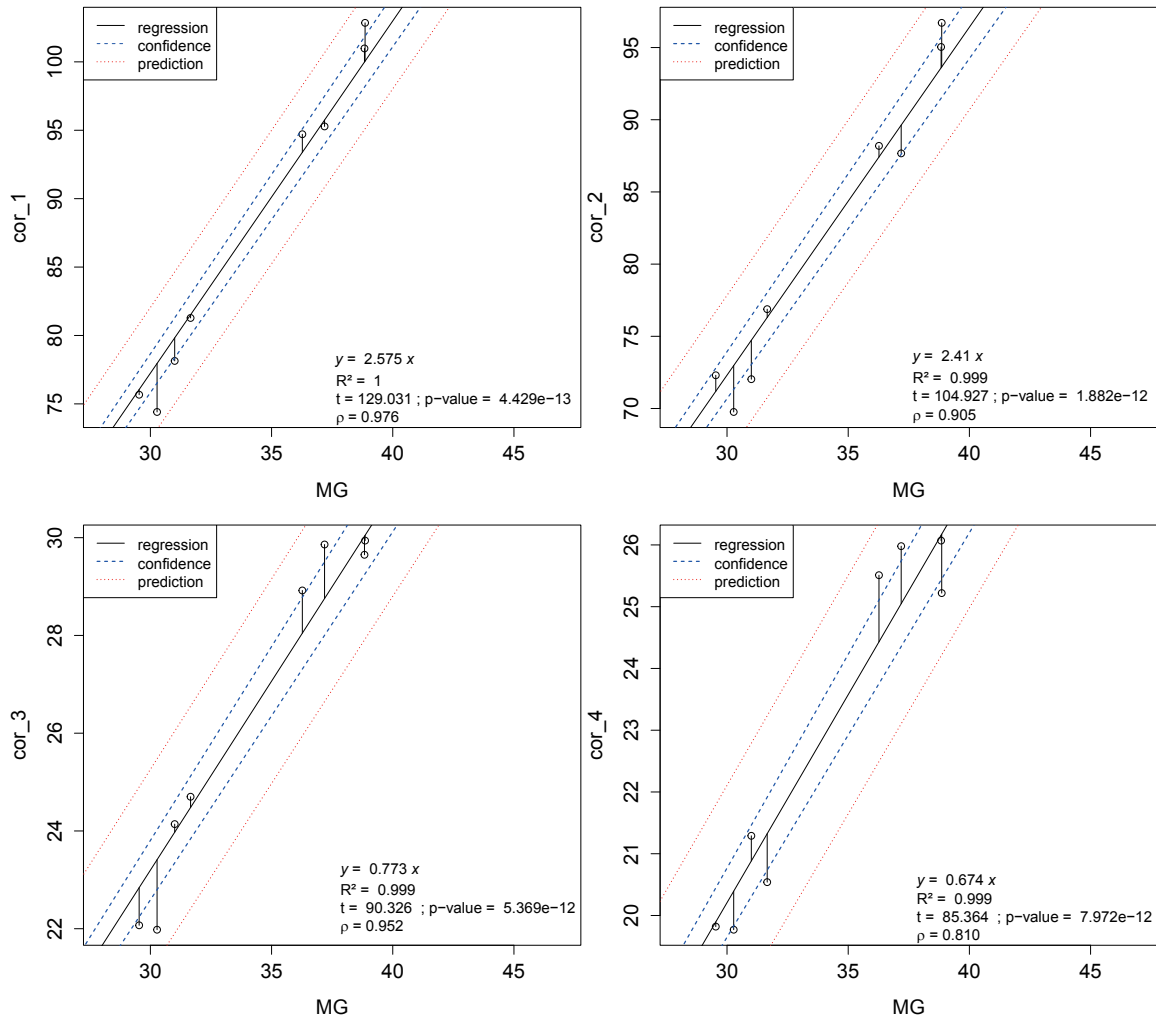 regression
confidence
prediction
cor_1
100
95
90
85
80
75
y = 2.575 x
R² = 1
t = 129.031 ; p-value = 4.429e-13
ρ = 0.976
30 35 40 45
MG
regression
confidence
prediction
cor_2
95
90
85
80
75
70
y = 2.41 x
R² = 0.999
t = 104.927 ; p-value = 1.882e-12
ρ = 0.905
30 35 40 45
MG
regression
confidence
prediction
cor_3
30
28
26
24
22
y = 0.773 x
R² = 0.999
t = 90.326 ; p-value = 5.369e-12
ρ = 0.952
30 35 40 45
MG
regression
confidence
prediction
cor_4
26
25
24
23
22
21
20
y = 0.674 x
R² = 0.999
t = 85.364 ; p-value = 7.972e-12
ρ = 0.810
30 35 40 45
MG